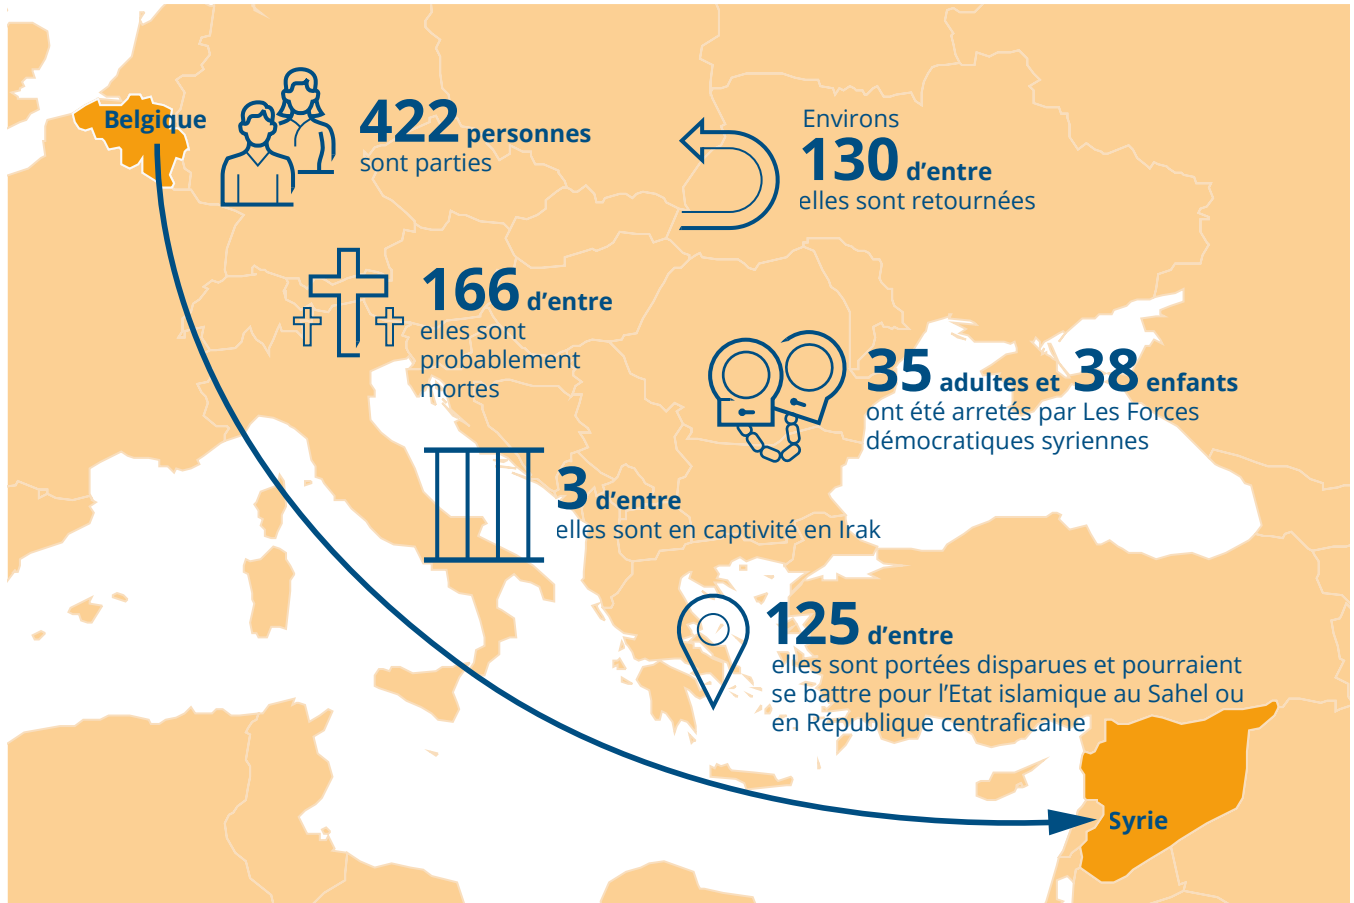 Belgique
422 personnes
sont parties
Environs
130 d’entre
elles sont retournées
166 d’entre
elles sont
probablement
mortes
35 adultes et 38 enfants
ont été arretés par Les Forces
démocratiques syriennes
3 d’entre
elles sont en captivité en Irak
125 d’entre
elles sont portées disparues et pourraient
se battre pour l’Etat islamique au Sahel ou
en République centraficaine
Syrie